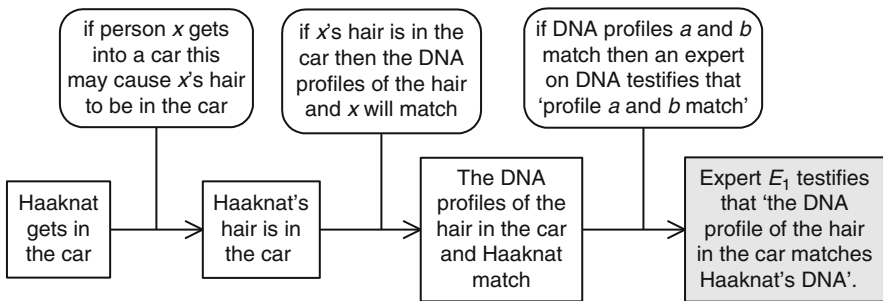 if person x gets
into a car this
may cause x's hair
to be in the car
if x's hair is in the
car then the DNA
profiles of the hair
and x will match
if DNA profiles a and b
match then an expert
on DNA testifies that
‘profile a and b match’
Haaknat
gets in
the car
Haaknat's
hair is in
the car
The DNA
profiles of the
hair in the car
and Haaknat
match
Expert E1 testifies
that ‘the DNA
profile of the hair
in the car matches
Haaknat's DNA’.